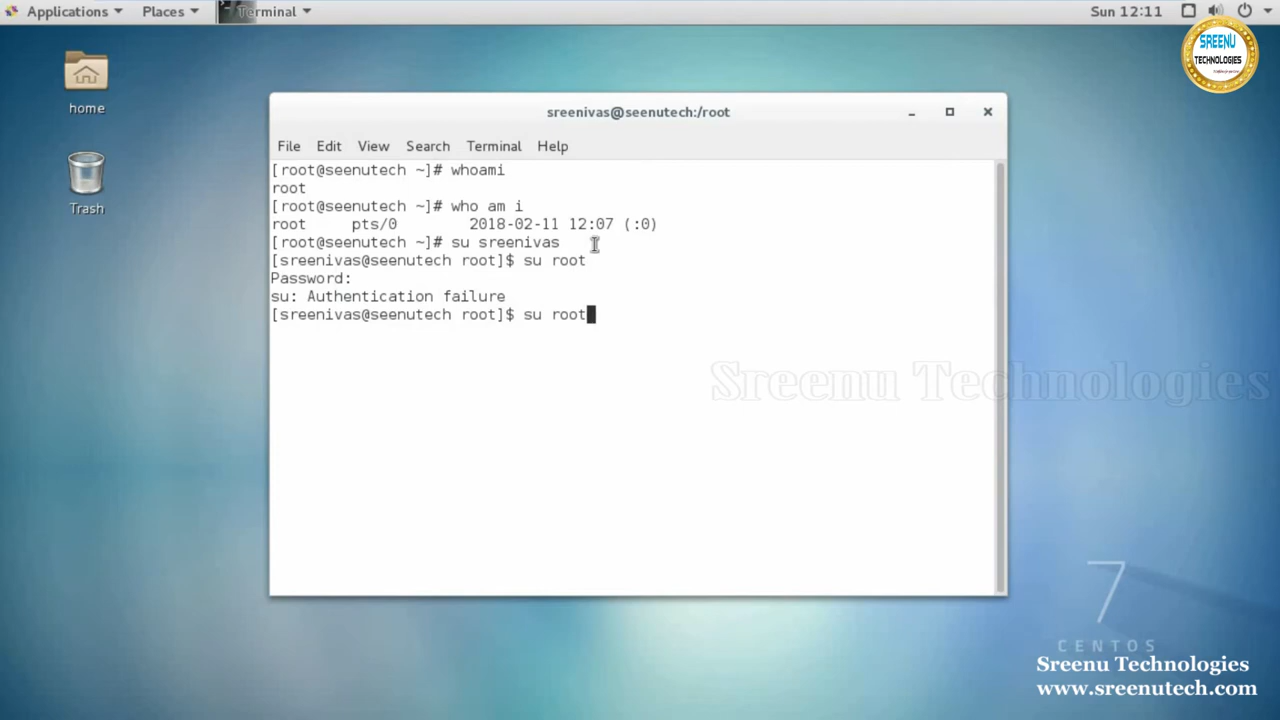 Applications Places Terminal Sun 12:11
SREENU
TECHNOLOGIES
home
Trash
sreenivas@seenutech:/root
File Edit View Search Terminal Help
[root@seenutech ~]# whoami
root
[root@seenutech ~]# who am i
root pts/0 2018-02-11 12:07 (:0)
[root@seenutech ~]# su sreenivas
[sreenivas@seenutech root]$ su root
Password:
su: Authentication failure
[sreenivas@seenutech root]$ su root
Sreenu Technologies
7
CENTOS
Sreenu Technologies
www.sreenutech.com